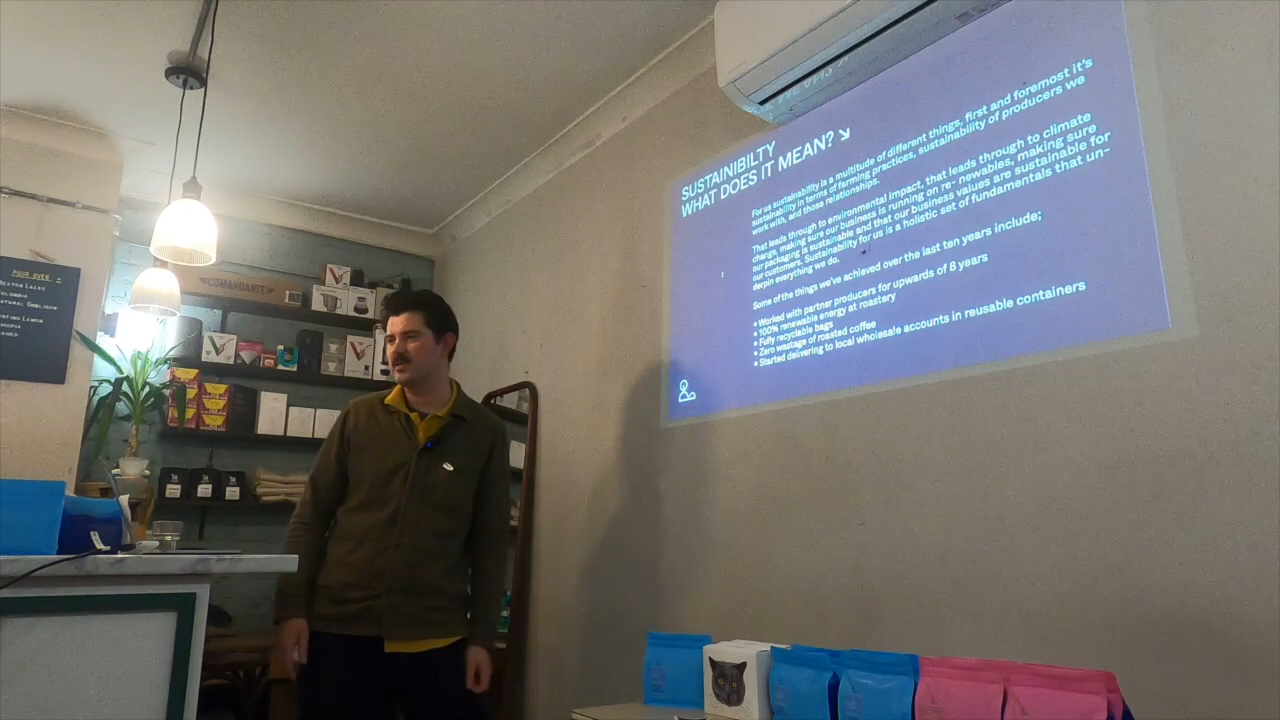 SUSTAINIBILTY
WHAT DOES IT MEAN? ↘
For us sustainability is a multitude of different things, first and foremost it's
sustainability in terms of farming practices, sustainability of producers we
work with, and those relationships.
That leads through to environmental impact, that leads through to climate
change, making sure our business is running on re- newables, making sure
our packaging is sustainable and that our business values are sustainable for
our customers. Sustainability for us is a holistic set of fundamentals that un-
derpin everything we do.
Some of the things we've achieved over the last ten years include;
• Worked with partner producers for upwards of 8 years
• 100% renewable energy at roastery
• Fully recyclable bags
• Zero wastage of roasted coffee
• Started delivering to local wholesale accounts in reusable containers
COMANDANTE
POUR OVER